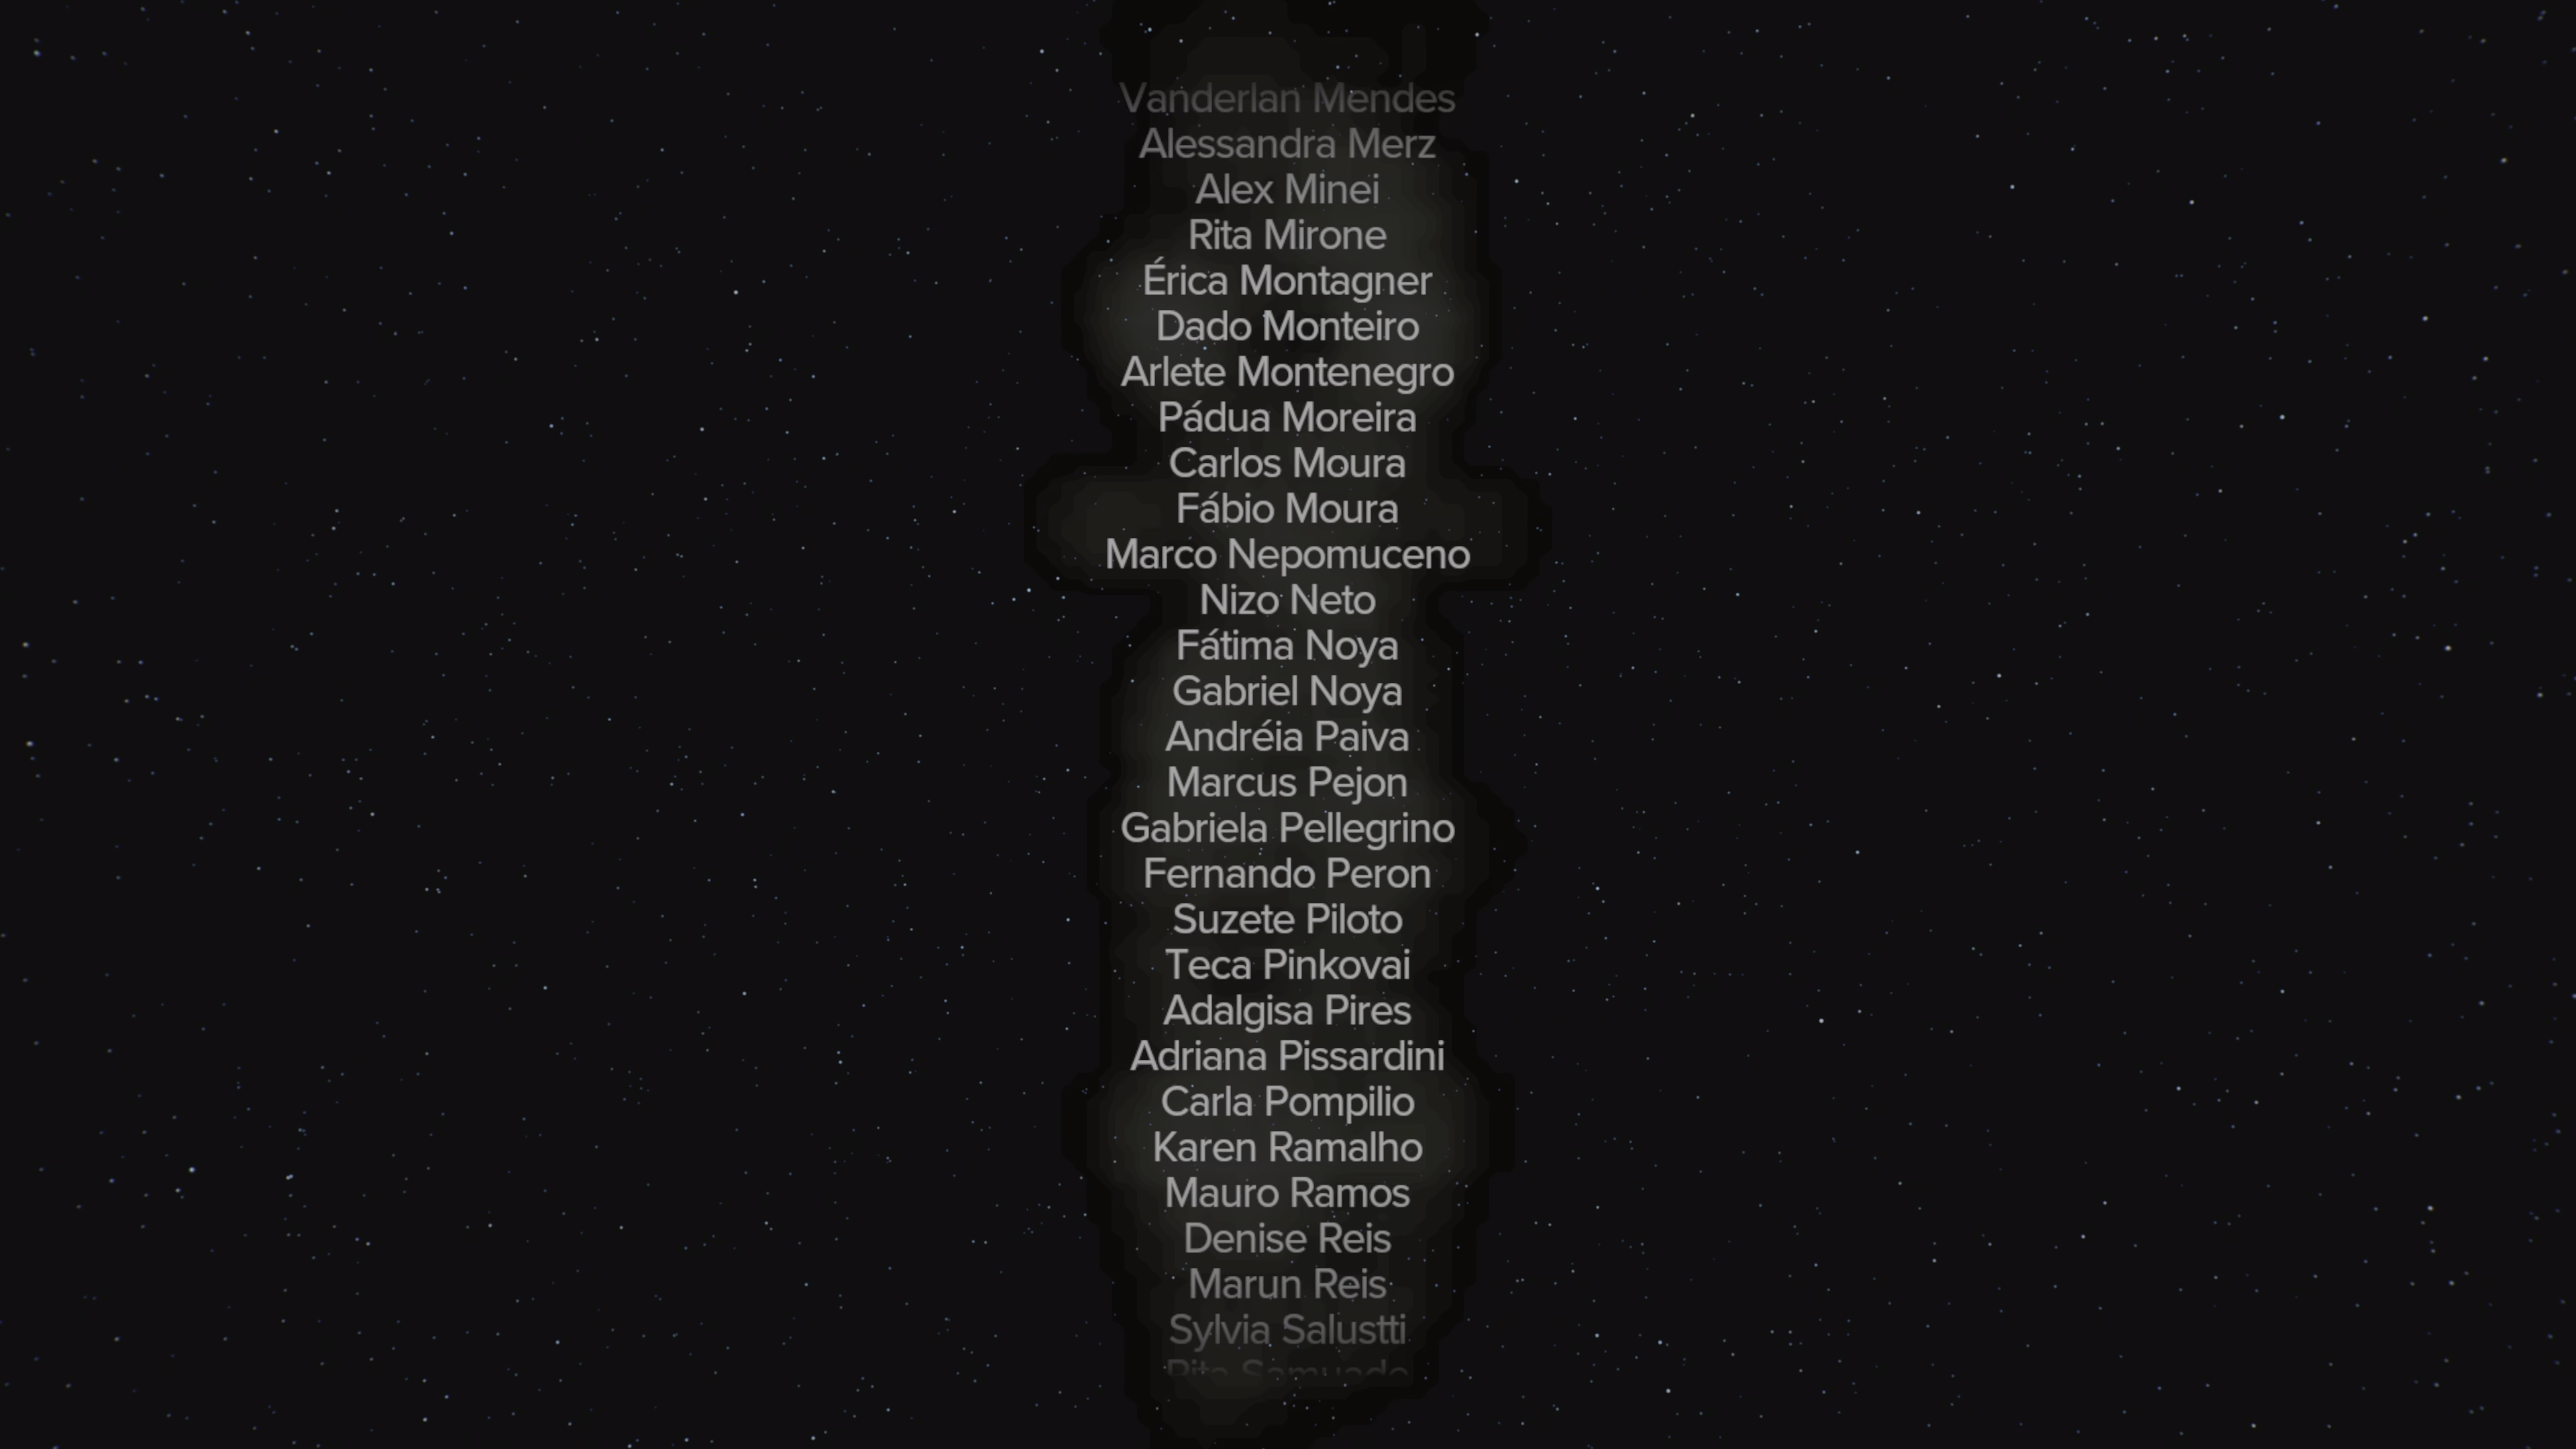 Vanderlan Mendes
Alessandra Merz
Alex Minei
Rita Mirone
Érica Montagner
Dado Monteiro
Arlete Montenegro
Pádua Moreira
Carlos Moura
Fábio Moura
Marco Nepomuceno
Nizo Neto
Fátima Noya
Gabriel Noya
Andréia Paiva
Marcus Pejon
Gabriela Pellegrino
Fernando Peron
Suzete Piloto
Teca Pinkovai
Adalgisa Pires
Adriana Pissardini
Carla Pompilio
Karen Ramalho
Mauro Ramos
Denise Reis
Marun Reis
Sylvia Salustti